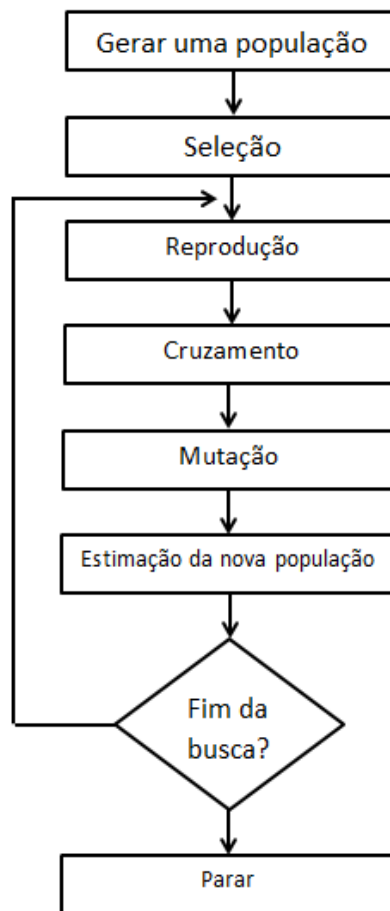 Gerar uma população
Seleção
Reprodução
Cruzamento
Mutação
Estimação da nova população
Fim da
busca?
Parar